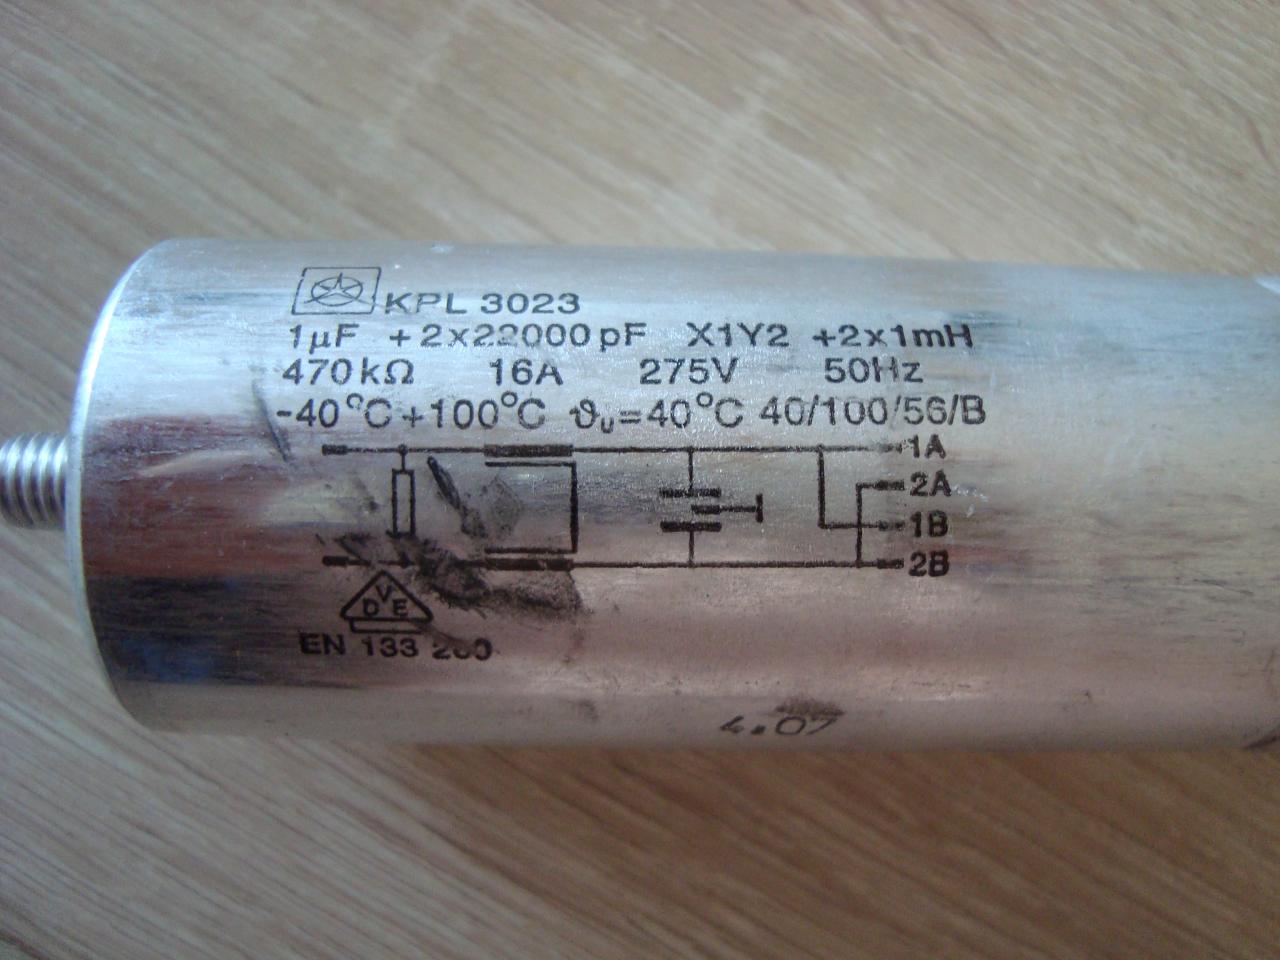 KPL 3023
1µF +2x22000pF X1Y2 +2x1mH
470kΩ 16A 275V 50Hz
-40°C+100°C ϑu=40°C 40/100/56/B
1A
2A
1B
2B
VDE
EN 133 200
4.07